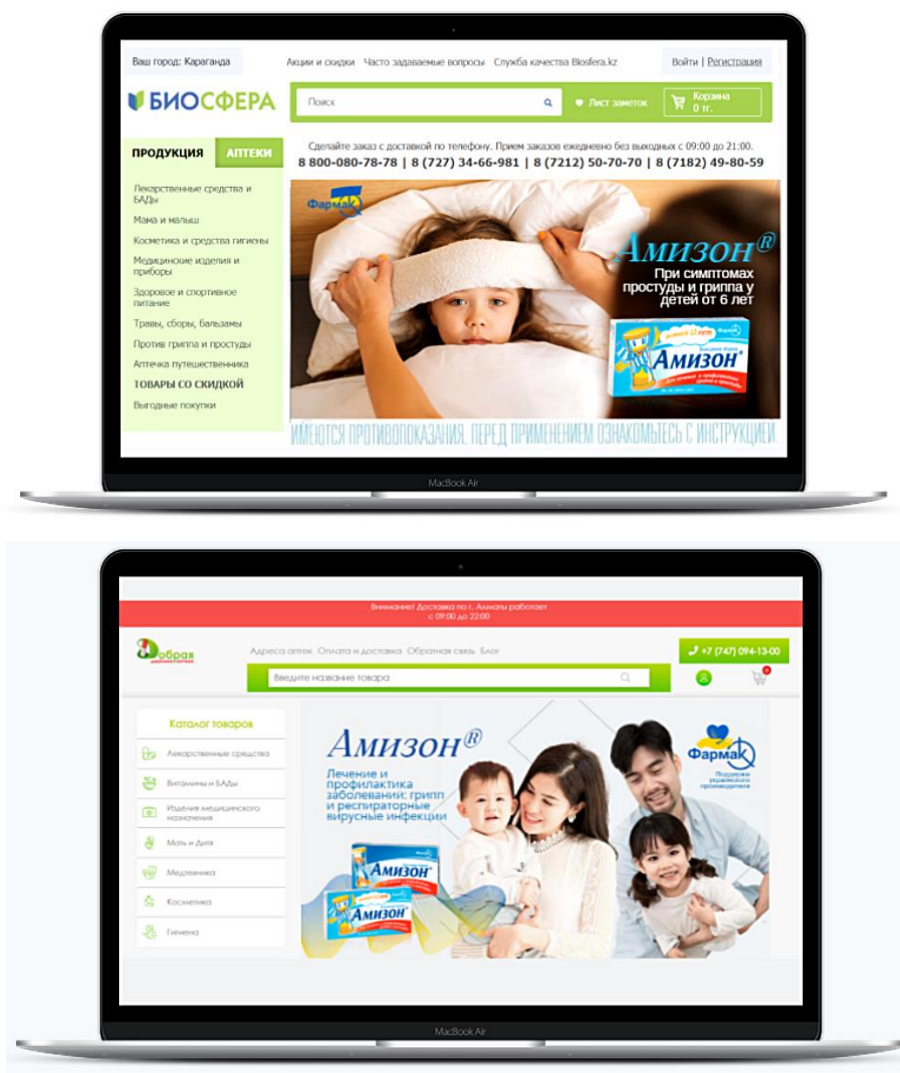 Ваш город: Караганда
Акции и скидки Часто задаваемые вопросы Служба качества Biosfera.kz
Войти | Регистрация
БИОСФЕРА
Поиск
Лист заметок
Корзина
0 тг.
ПРОДУКЦИЯ АПТЕКИ
Сделайте заказ с доставкой по телефону. Прием заказов ежедневно без выходных с 09:00 до 21:00.
8 800-080-78-78 | 8 (727) 34-66-981 | 8 (7212) 50-70-70 | 8 (7182) 49-80-59
Лекарственные средства и
БАДы
Мама и малыш
Косметика и средства гигиены
Медицинские изделия и
приборы
Здоровое и спортивное
питание
Травы, сборы, бальзамы
Против гриппа и простуды
Аптечка путешественника
ТОВАРЫ СО СКИДКОЙ
Выгодные покупки
Фармак
Амизон®
При симптомах
простуды и гриппа у
детей от 6 лет
Амизон®
ИМЕЮТСЯ ПРОТИВОПОКАЗАНИЯ. ПЕРЕД ПРИМЕНЕНИЕМ ОЗНАКОМЬТЕСЬ С ИНСТРУКЦИЕЙ.
MacBook Air
Внимание! Доставка по г. Алматы работает
с 09:00 до 22:00
Добрая
Адреса аптек Оплата и доставка Обратная связь Блог
+7 (747) 094-13-00
Введите название товара
0
Каталог товаров
Лекарственные средства
Витамины и БАДы
Изделия медицинского
назначения
Мать и Дитя
Медтехника
Косметика
Гигиена
Амизон®
Лечение и
профилактика
заболеваний: грипп
и респираторные
вирусные инфекции
Фармак
Поддержи
украинского
производителя
Амизон®
Амизон®
MacBook Air